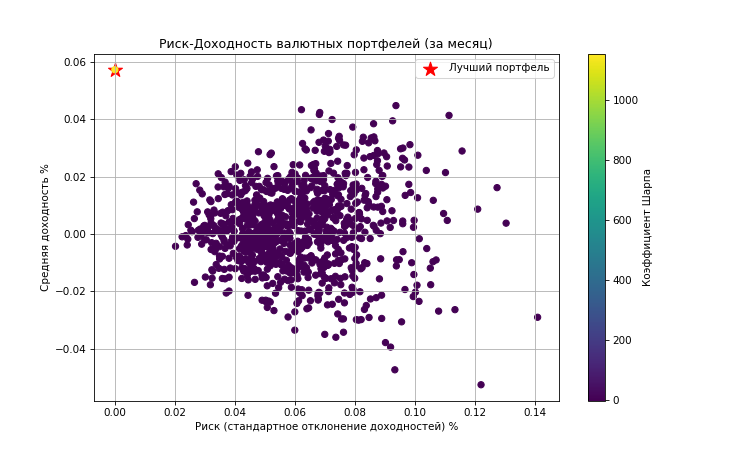 Риск-Доходность валютных портфелей (за месяц)
Лучший портфель
Средняя доходность %
0.06
0.04
0.02
0.00
−0.02
−0.04
0.00 0.02 0.04 0.06 0.08 0.10 0.12 0.14
Риск (стандартное отклонение доходностей) %
1000
800
600
400
200
0
Коэффициент Шарпа